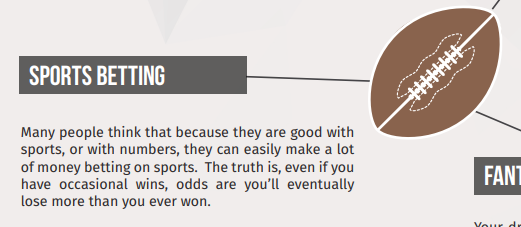 SPORTS BETTING
Many people think that because they are good with
sports, or with numbers, they can easily make a lot
of money betting on sports. The truth is, even if you
have occasional wins, odds are you'll eventually
lose more than you ever won.
FANT